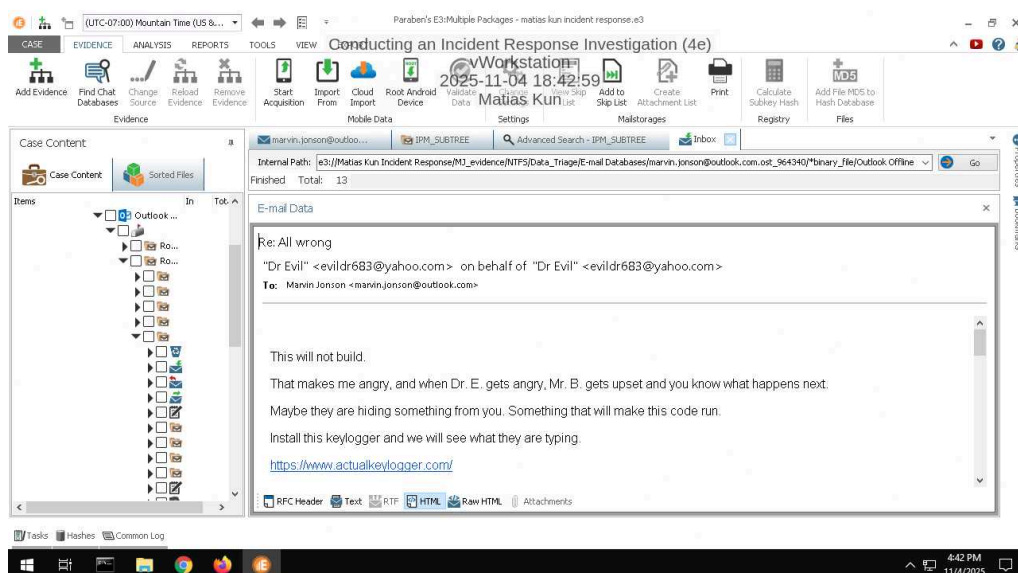 (UTC-07:00) Mountain Time (US &...
Paraben's E3:Multiple Packages - matias kun incident response.e3
CASE EVIDENCE ANALYSIS REPORTS TOOLS VIEW
Conducting an Incident Response Investigation (4e)
vWorkstation
2025-11-04 18:42:59
Matias Kun
Add Evidence
Find Chat Databases
Change Source
Reload Evidence
Remove Evidence
Start Acquisition
Import From
Cloud Import
Root Android Device
Validate Data
Change
View Skip List
Add to Skip List
Create Attachment List
Print
Calculate Subkey Hash
Add File MD5 to Hash Database
Evidence Mobile Data Settings Mailstorages Registry Files
Case Content
marvin.jonson@outloo... IPM_SUBTREE Advanced Search - IPM_SUBTREE Inbox
Internal Path: e3://Matias Kun Incident Response/MJ_evidence/NTFS/Data_Triage/E-mail Databases/marvin.jonson@outlook.com.ost_964340/*binary_file/Outlook Offline Go
Case Content Sorted Files
Finished Total: 13
Items In Tot-
Outlook ...
Ro...
Ro...
E-mail Data
Re: All wrong
"Dr Evil" <evildr683@yahoo.com> on behalf of "Dr Evil" <evildr683@yahoo.com>
To: Marvin Jonson <marvin.jonson@outlook.com>
This will not build.
That makes me angry, and when Dr. E. gets angry, Mr. B. gets upset and you know what happens next.
Maybe they are hiding something from you. Something that will make this code run.
Install this keylogger and we will see what they are typing.
https://www.actualkeylogger.com/
RFC Header Text RTF HTML Raw HTML Attachments
Tasks Hashes Common Log
4:42 PM
11/4/2025